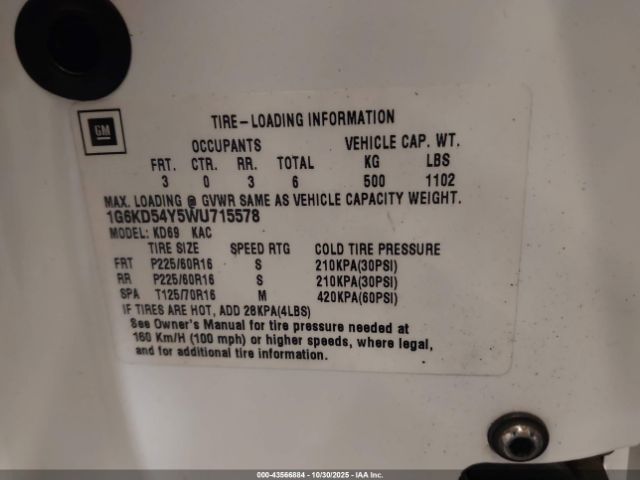 GM
TIRE-LOADING INFORMATION
OCCUPANTS VEHICLE CAP. WT.
FRT. CTR. RR. TOTAL KG LBS
3 0 3 6 500 1102
MAX. LOADING @ GVWR SAME AS VEHICLE CAPACITY WEIGHT.
1G6KD54Y5WU715578
MODEL: KD69 KAC
TIRE SIZE SPEED RTG COLD TIRE PRESSURE
FRT P225/60R16 S 210KPA(30PSI)
RR P225/60R16 S 210KPA(30PSI)
SPA T125/70R16 M 420KPA(60PSI)
IF TIRES ARE HOT, ADD 28KPA(4LBS)
See Owner's Manual for tire pressure needed at
160 Km/H (100 mph) or higher speeds, where legal,
and for additional tire information.
000-43566884 - 10/30/2025 - IAA Inc.